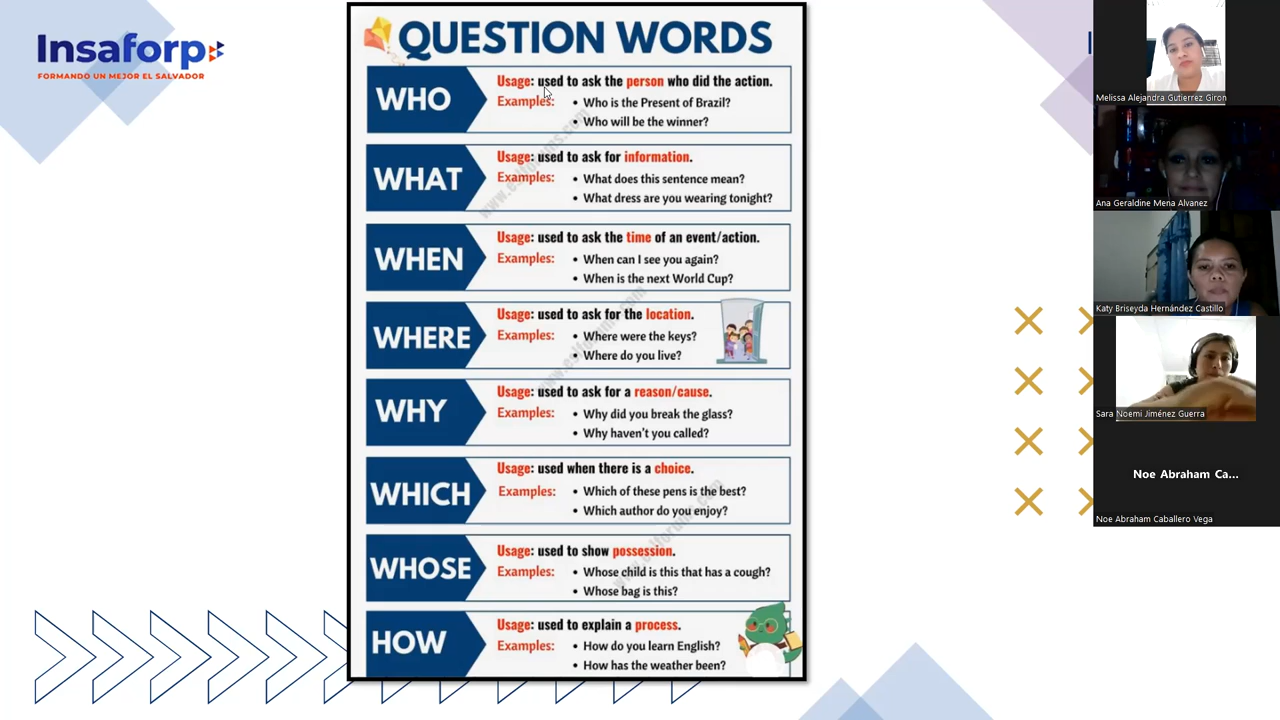 Insaforp
FORMANDO UN MEJOR EL SALVADOR
QUESTION WORDS
WHO
Usage: used to ask the person who did the action.
Examples:
• Who is the Present of Brazil?
• Who will be the winner?
WHAT
Usage: used to ask for information.
Examples:
• What does this sentence mean?
• What dress are you wearing tonight?
WHEN
Usage: used to ask the time of an event/action.
Examples:
• When can I see you again?
• When is the next World Cup?
WHERE
Usage: used to ask for the location.
Examples:
• Where were the keys?
• Where do you live?
WHY
Usage: used to ask for a reason/cause.
Examples:
• Why did you break the glass?
• Why haven't you called?
WHICH
Usage: used when there is a choice.
Examples:
• Which of these pens is the best?
• Which author do you enjoy?
WHOSE
Usage: used to show possession.
Examples:
• Whose child is this that has a cough?
• Whose bag is this?
HOW
Usage: used to explain a process.
Examples:
• How do you learn English?
• How has the weather been?
Melissa Alejandra Gutierrez Giron
Ana Geraldine Mena Alvanez
Katy Briseyda Hernández Castillo
Sara Noemi Jiménez Guerra
Noe Abraham Ca...
Noe Abraham Caballero Vega